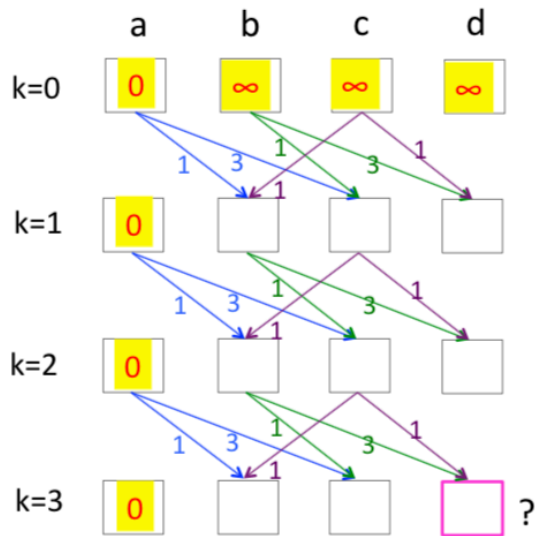 a b c d
k=0 0 ∞ ∞ ∞
1 3 1 1 3 1
k=1 0
1 3 1 1 3 1
k=2 0
1 3 1 1 3 1
k=3 0 ?